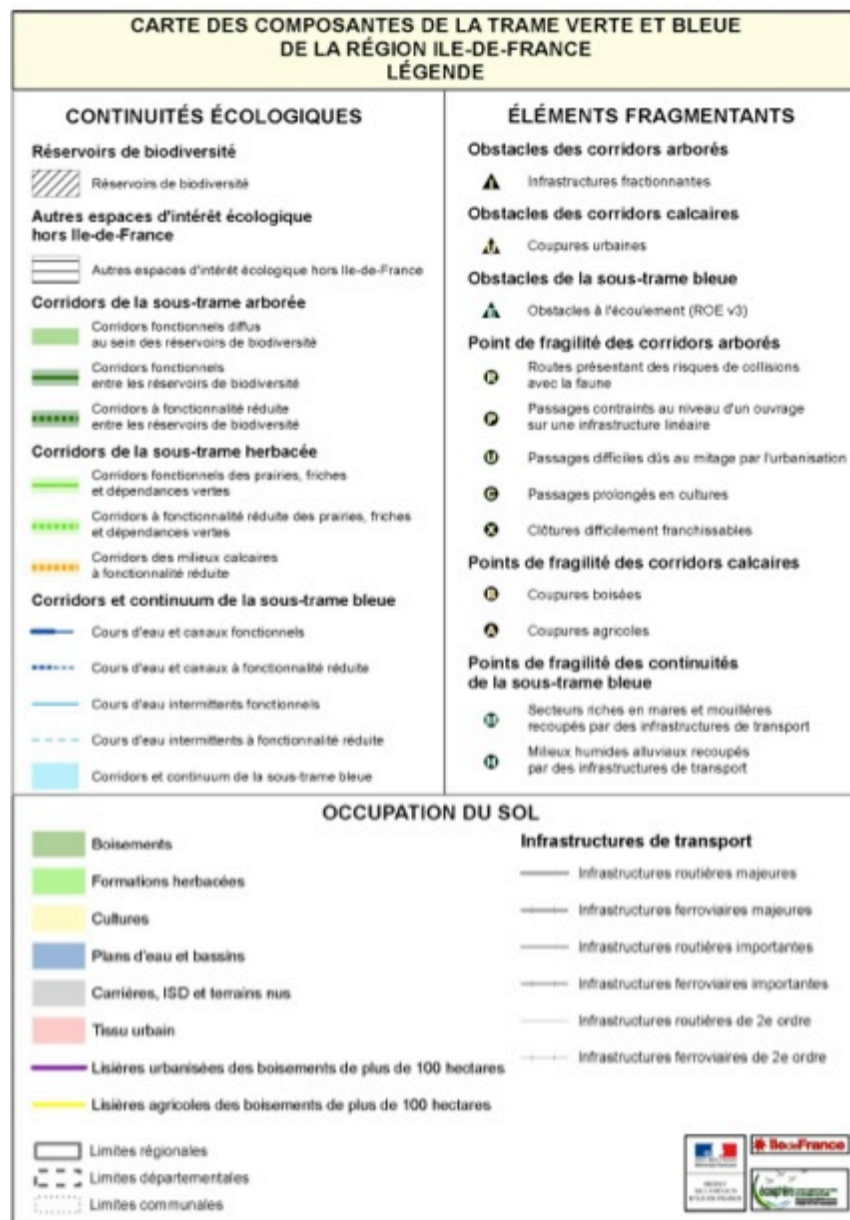 CARTE DES COMPOSANTES DE LA TRAME VERTE ET BLEUE
DE LA RÉGION ILE-DE-FRANCE
LÉGENDE
CONTINUITÉS ÉCOLOGIQUES
Réservoirs de biodiversité
Réservoirs de biodiversité
Autres espaces d'intérêt écologique
hors Ile-de-France
Autres espaces d'intérêt écologique hors Ile-de-France
Corridors de la sous-trame arborée
Corridors fonctionnels diffus
au sein des réservoirs de biodiversité
Corridors fonctionnels
entre les réservoirs de biodiversité
Corridors à fonctionnalité réduite
entre les réservoirs de biodiversité
Corridors de la sous-trame herbacée
Corridors fonctionnels des prairies, friches
et dépendances vertes
Corridors à fonctionnalité réduite des prairies, friches
et dépendances vertes
Corridors des milieux calcaires
à fonctionnalité réduite
Corridors et continuum de la sous-trame bleue
Cours d'eau et canaux fonctionnels
Cours d'eau et canaux à fonctionnalité réduite
Cours d'eau intermittents fonctionnels
Cours d'eau intermittents à fonctionnalité réduite
Corridors et continuum de la sous-trame bleue
ÉLÉMENTS FRAGMENTANTS
Obstacles des corridors arborés
Infrastructures fractionnantes
Obstacles des corridors calcaires
Coupures urbaines
Obstacles de la sous-trame bleue
Obstacles à l'écoulement (ROE v3)
Point de fragilité des corridors arborés
R Routes présentant des risques de collisions
avec la faune
P Passages contraints au niveau d'un ouvrage
sur une infrastructure linéaire
U Passages difficiles dûs au mitage par l'urbanisation
C Passages prolongés en cultures
X Clôtures difficilement franchissables
Points de fragilité des corridors calcaires
B Coupures boisées
A Coupures agricoles
Points de fragilité des continuités
de la sous-trame bleue
Secteurs riches en mares et mouillères
recoupés par des infrastructures de transport
H Milieux humides alluviaux recoupés
par des infrastructures de transport
OCCUPATION DU SOL
Boisements
Formations herbacées
Cultures
Plans d'eau et bassins
Carrières, ISD et terrains nus
Tissu urbain
Lisières urbanisées des boisements de plus de 100 hectares
Lisières agricoles des boisements de plus de 100 hectares
Limites régionales
Limites départementales
Limites communales
Infrastructures de transport
Infrastructures routières majeures
Infrastructures ferroviaires majeures
Infrastructures routières importantes
Infrastructures ferroviaires importantes
Infrastructures routières de 2e ordre
Infrastructures ferroviaires de 2e ordre
île de France